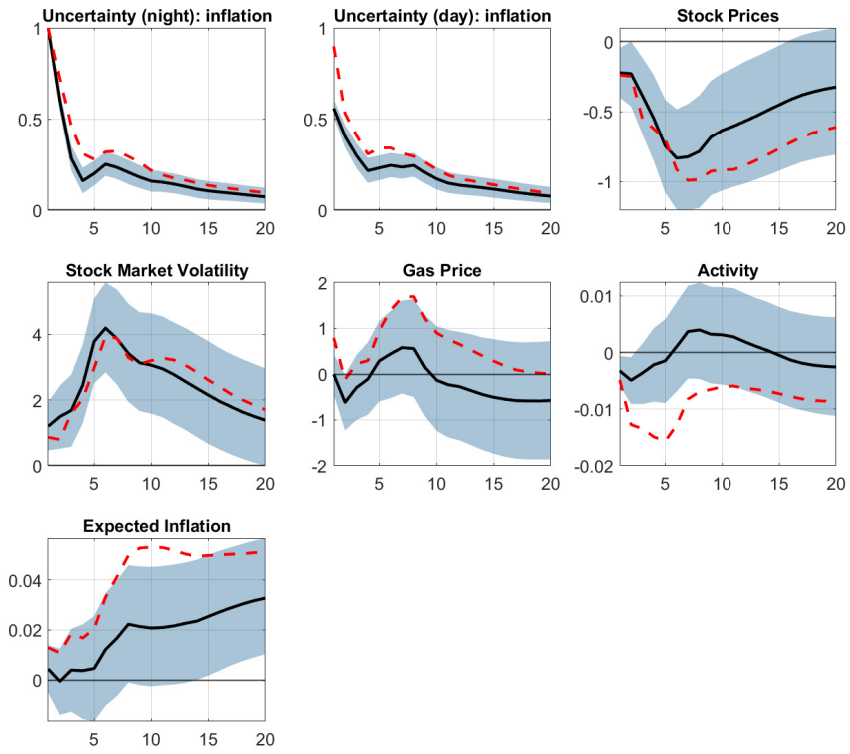 Uncertainty (night): inflation
1
0.5
0
5 10 15 20
Uncertainty (day): inflation
1
0.5
0
5 10 15 20
Stock Prices
0
-0.5
-1
5 10 15 20
Stock Market Volatility
4
2
0
5 10 15 20
Gas Price
2
1
0
-1
-2
5 10 15 20
Activity
0.01
0
-0.01
-0.02
5 10 15 20
Expected Inflation
0.04
0.02
0
5 10 15 20